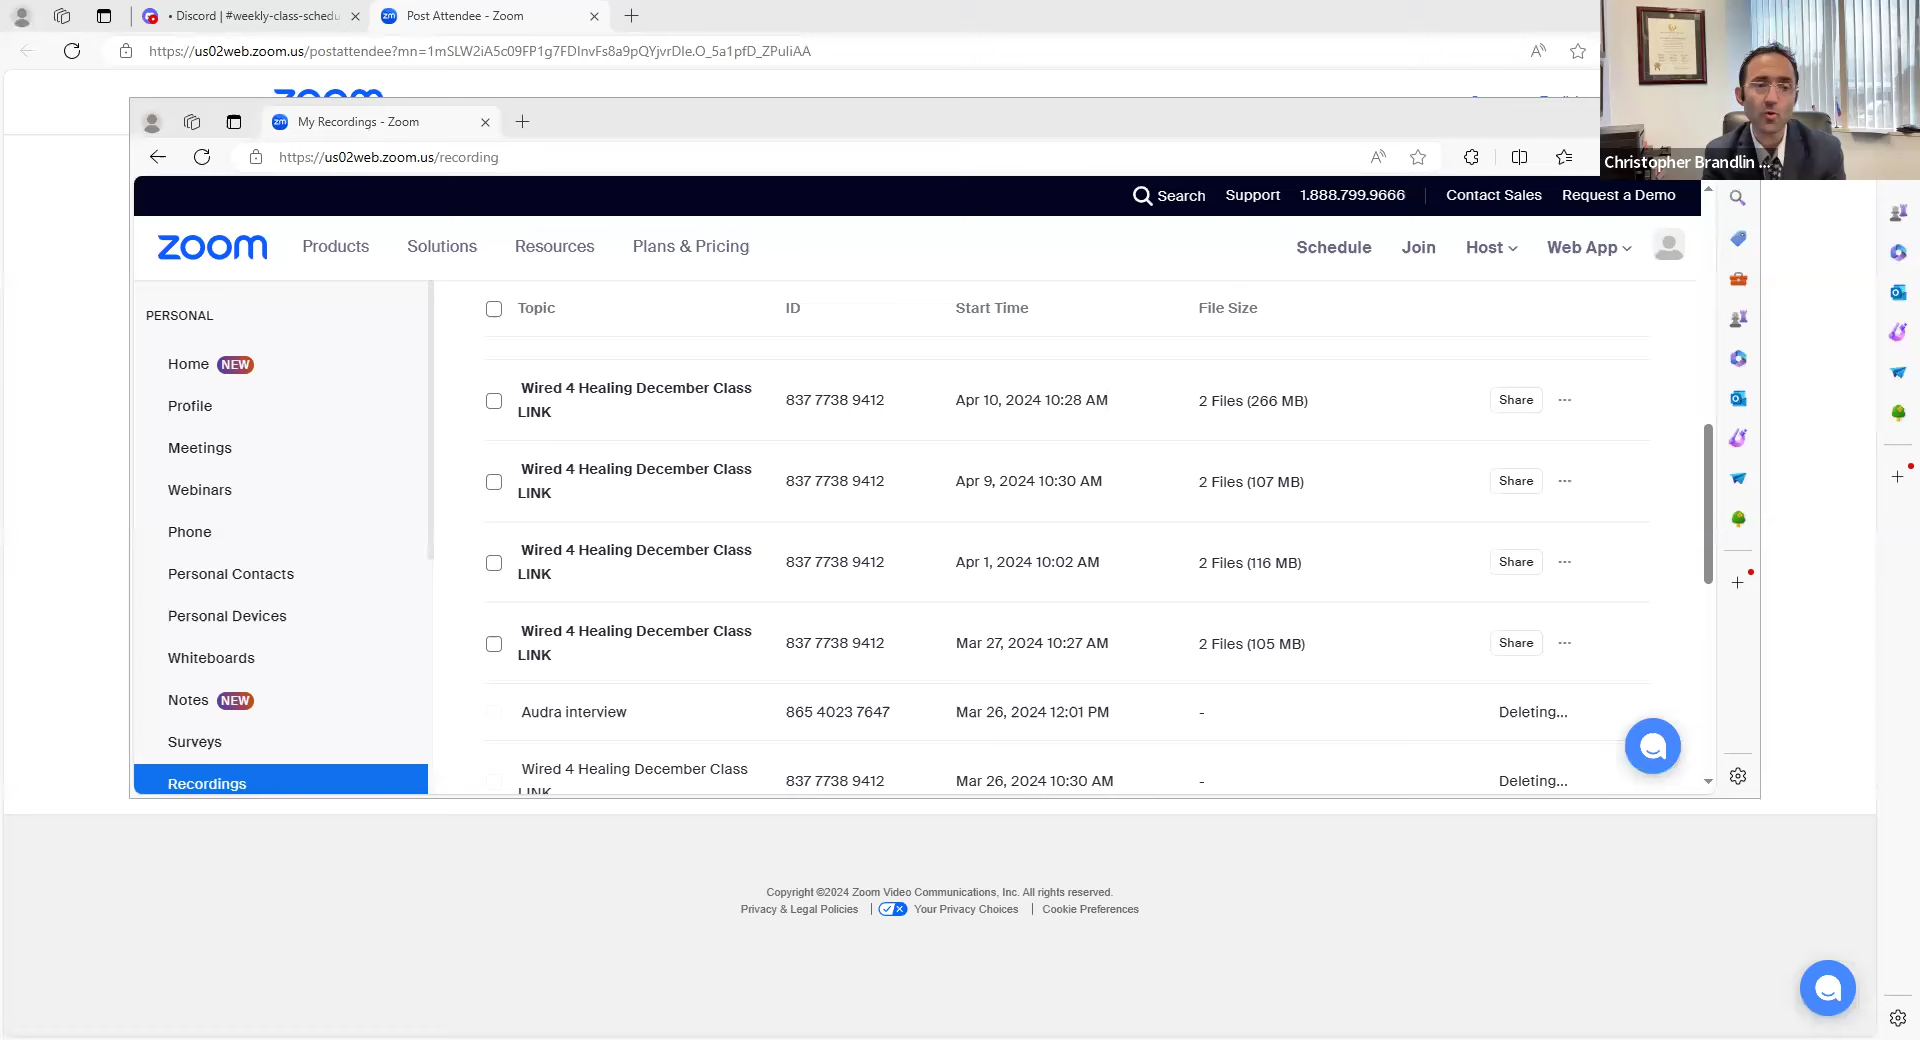 • Discord | #weekly-class-schedu
Post Attendee - Zoom
https://us02web.zoom.us/postattendee?mn=1mSLW2iA5c09FP1g7FDInvFs8a9pQYjvrDIe.O_5a1pfD_ZPuIiAA
zoom
My Recordings - Zoom
https://us02web.zoom.us/recording
Christopher Brandlin ...
Search Support 1.888.799.9666 Contact Sales Request a Demo
zoom Products Solutions Resources Plans & Pricing Schedule Join Host Web App
PERSONAL
Home NEW
Profile
Meetings
Webinars
Phone
Personal Contacts
Personal Devices
Whiteboards
Notes NEW
Surveys
Recordings
Topic ID Start Time File Size
Wired 4 Healing December Class
LINK
837 7738 9412 Apr 10, 2024 10:28 AM 2 Files (266 MB) Share ...
Wired 4 Healing December Class
LINK
837 7738 9412 Apr 9, 2024 10:30 AM 2 Files (107 MB) Share ...
Wired 4 Healing December Class
LINK
837 7738 9412 Apr 1, 2024 10:02 AM 2 Files (116 MB) Share ...
Wired 4 Healing December Class
LINK
837 7738 9412 Mar 27, 2024 10:27 AM 2 Files (105 MB) Share ...
Audra interview 865 4023 7647 Mar 26, 2024 12:01 PM - Deleting...
Wired 4 Healing December Class
LINK
837 7738 9412 Mar 26, 2024 10:30 AM - Deleting...
Copyright ©2024 Zoom Video Communications, Inc. All rights reserved.
Privacy & Legal Policies | Your Privacy Choices | Cookie Preferences